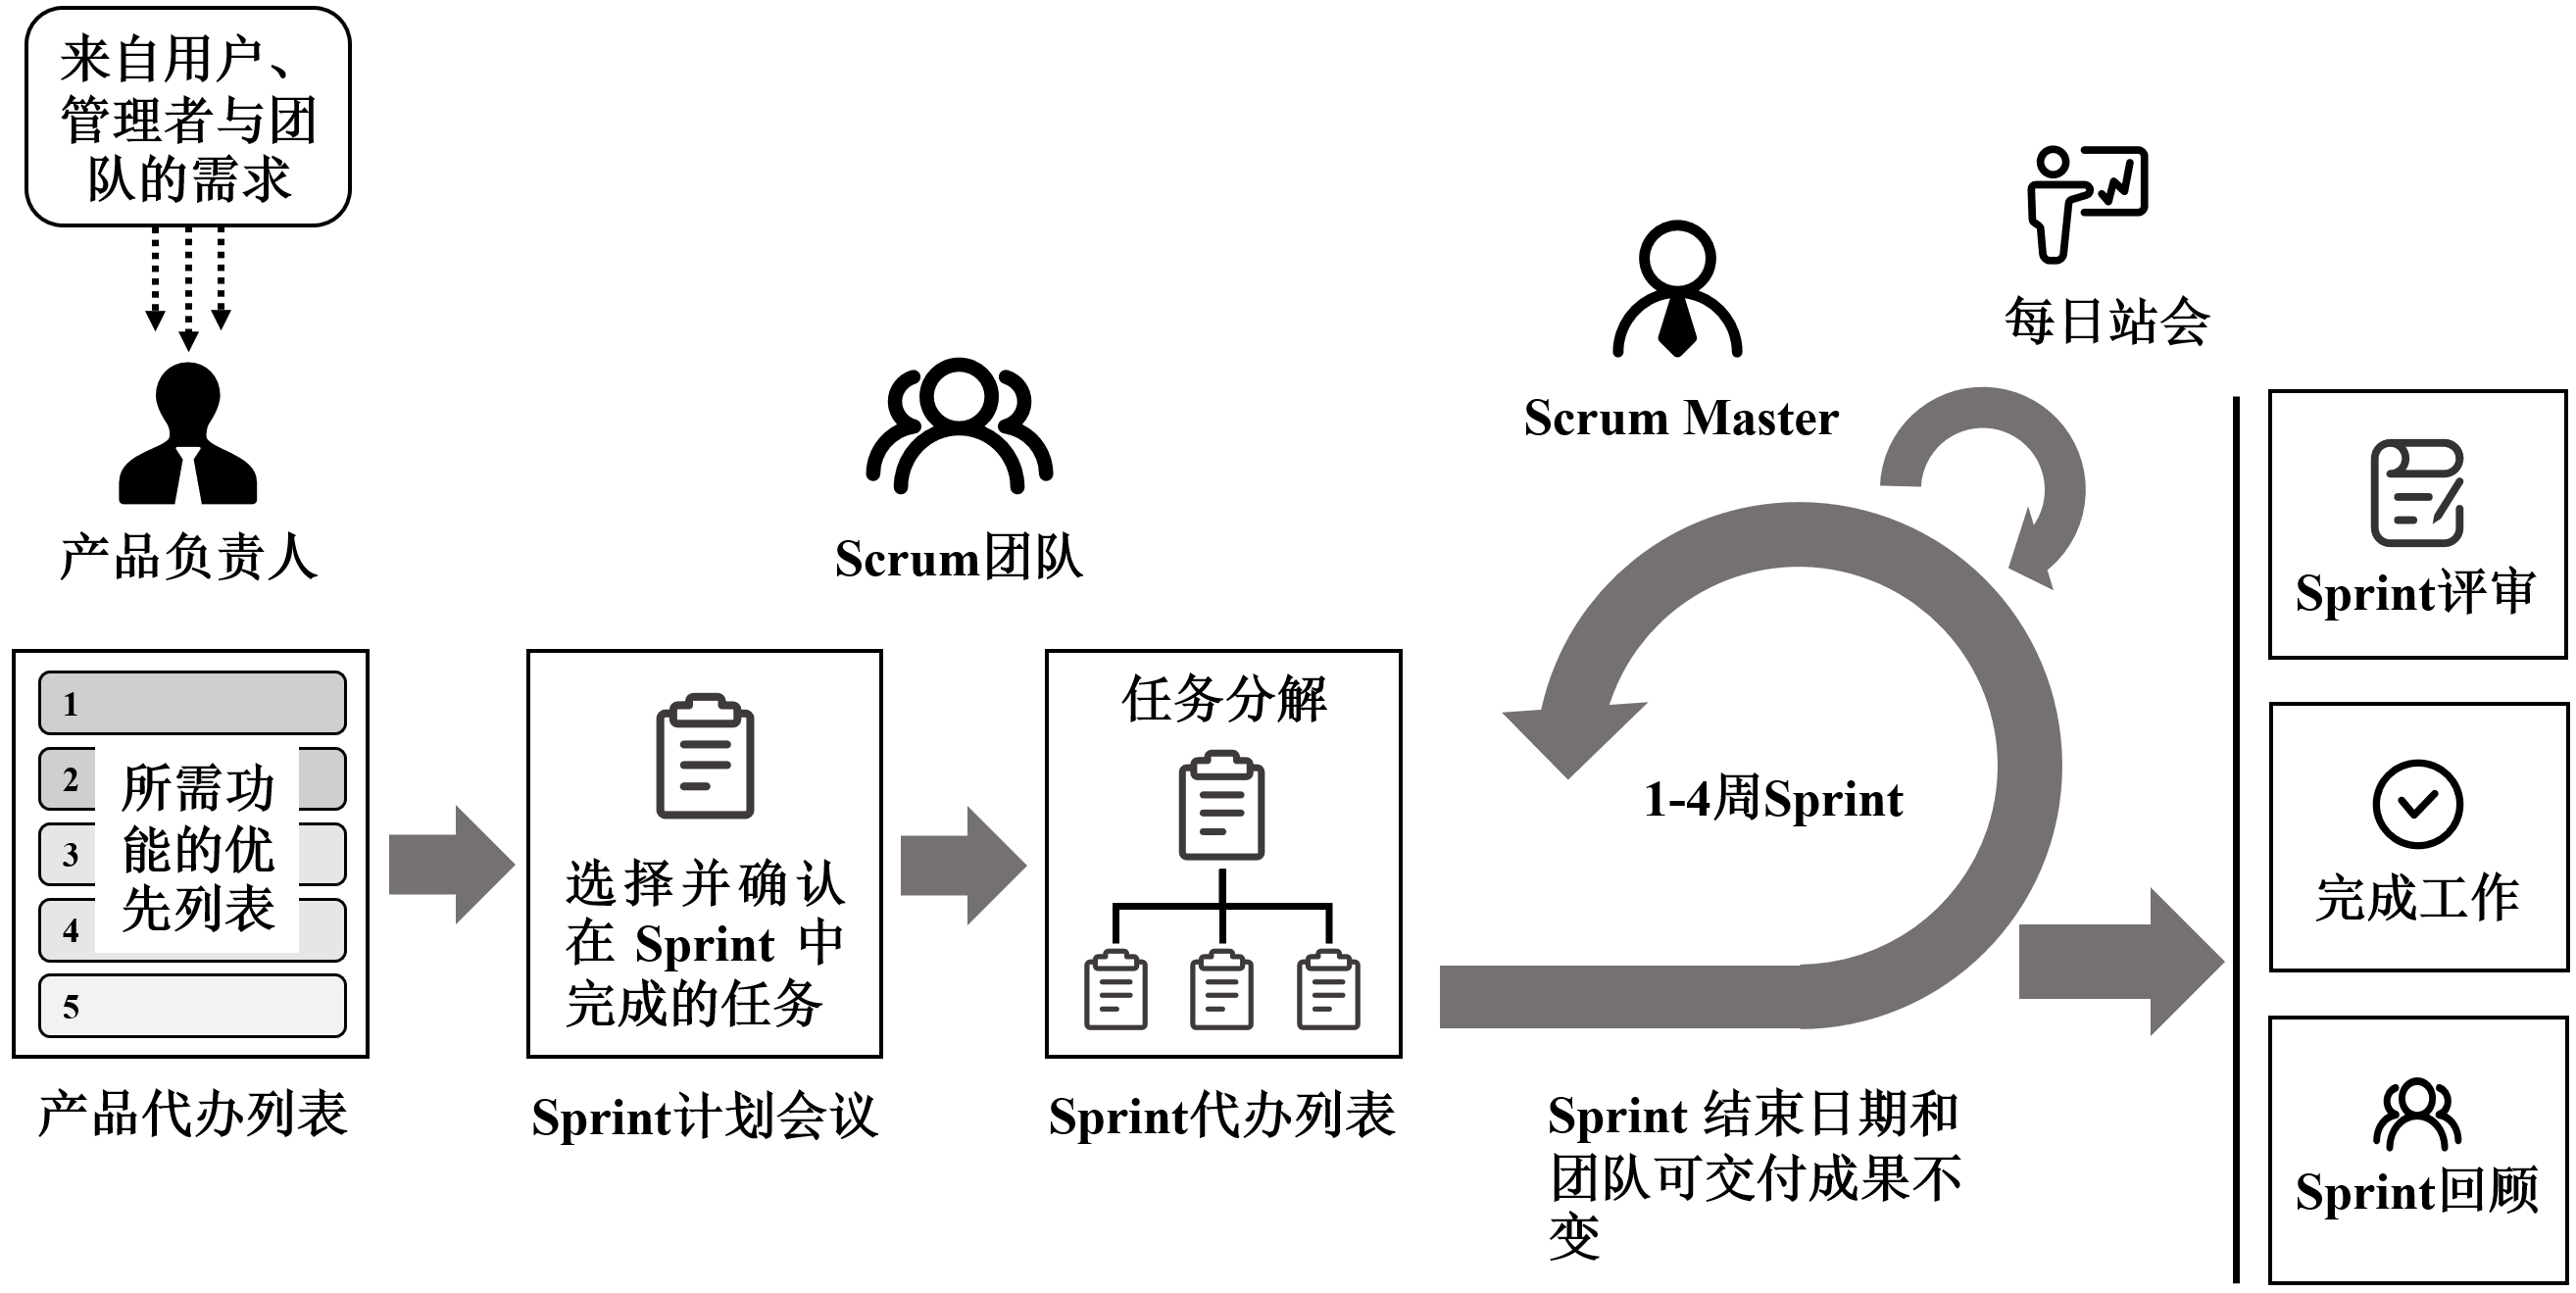 来自用户、
管理者与团
队的需求
产品负责人
Scrum团队
Scrum Master
每日站会
1
2
3
4
5
所需功
能的优
先列表
产品代办列表
选择并确认
在 Sprint 中
完成的任务
Sprint计划会议
任务分解
Sprint代办列表
1-4周Sprint
Sprint 结束日期和
团队可交付成果不
变
Sprint评审
完成工作
Sprint回顾